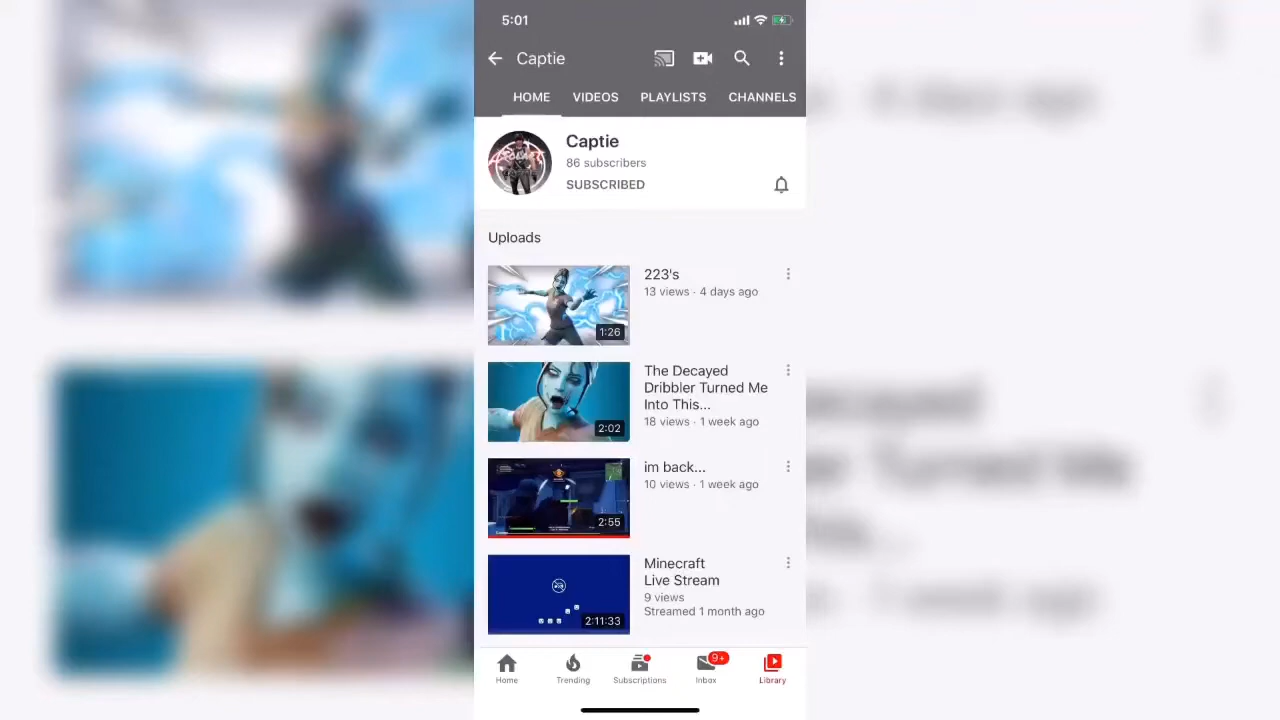 5:01
Captie
HOME VIDEOS PLAYLISTS CHANNELS
Captie
86 subscribers
SUBSCRIBED
Uploads
223's
13 views · 4 days ago
1:26
The Decayed
Dribbler Turned Me
Into This...
18 views · 1 week ago
2:02
im back...
10 views · 1 week ago
2:55
Minecraft
Live Stream
9 views
Streamed 1 month ago
2:11:33
9+
Home Trending Subscriptions Inbox Library